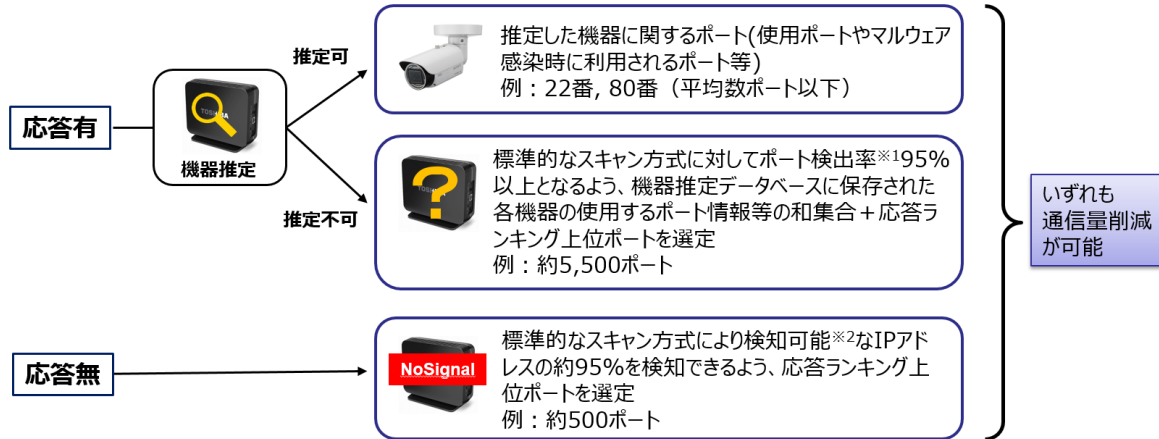 推定した機器に関するポート(使用ポートやマルウェア
感染時に利用されるポート等)
例：22番, 80番（平均数ポート以下）
推定可
応答有
TOSHIBA
機器推定
推定不可
標準的なスキャン方式に対してポート検出率※195%
以上となるよう、機器推定データベースに保存された
各機器の使用するポート情報等の和集合＋応答ラ
ンキング上位ポートを選定
例：約5,500ポート
いずれも
通信量削減
が可能
応答無
NoSignal
標準的なスキャン方式により検知可能※2なIPアド
レスの約95%を検知できるよう、応答ランキング上
位ポートを選定
例：約500ポート